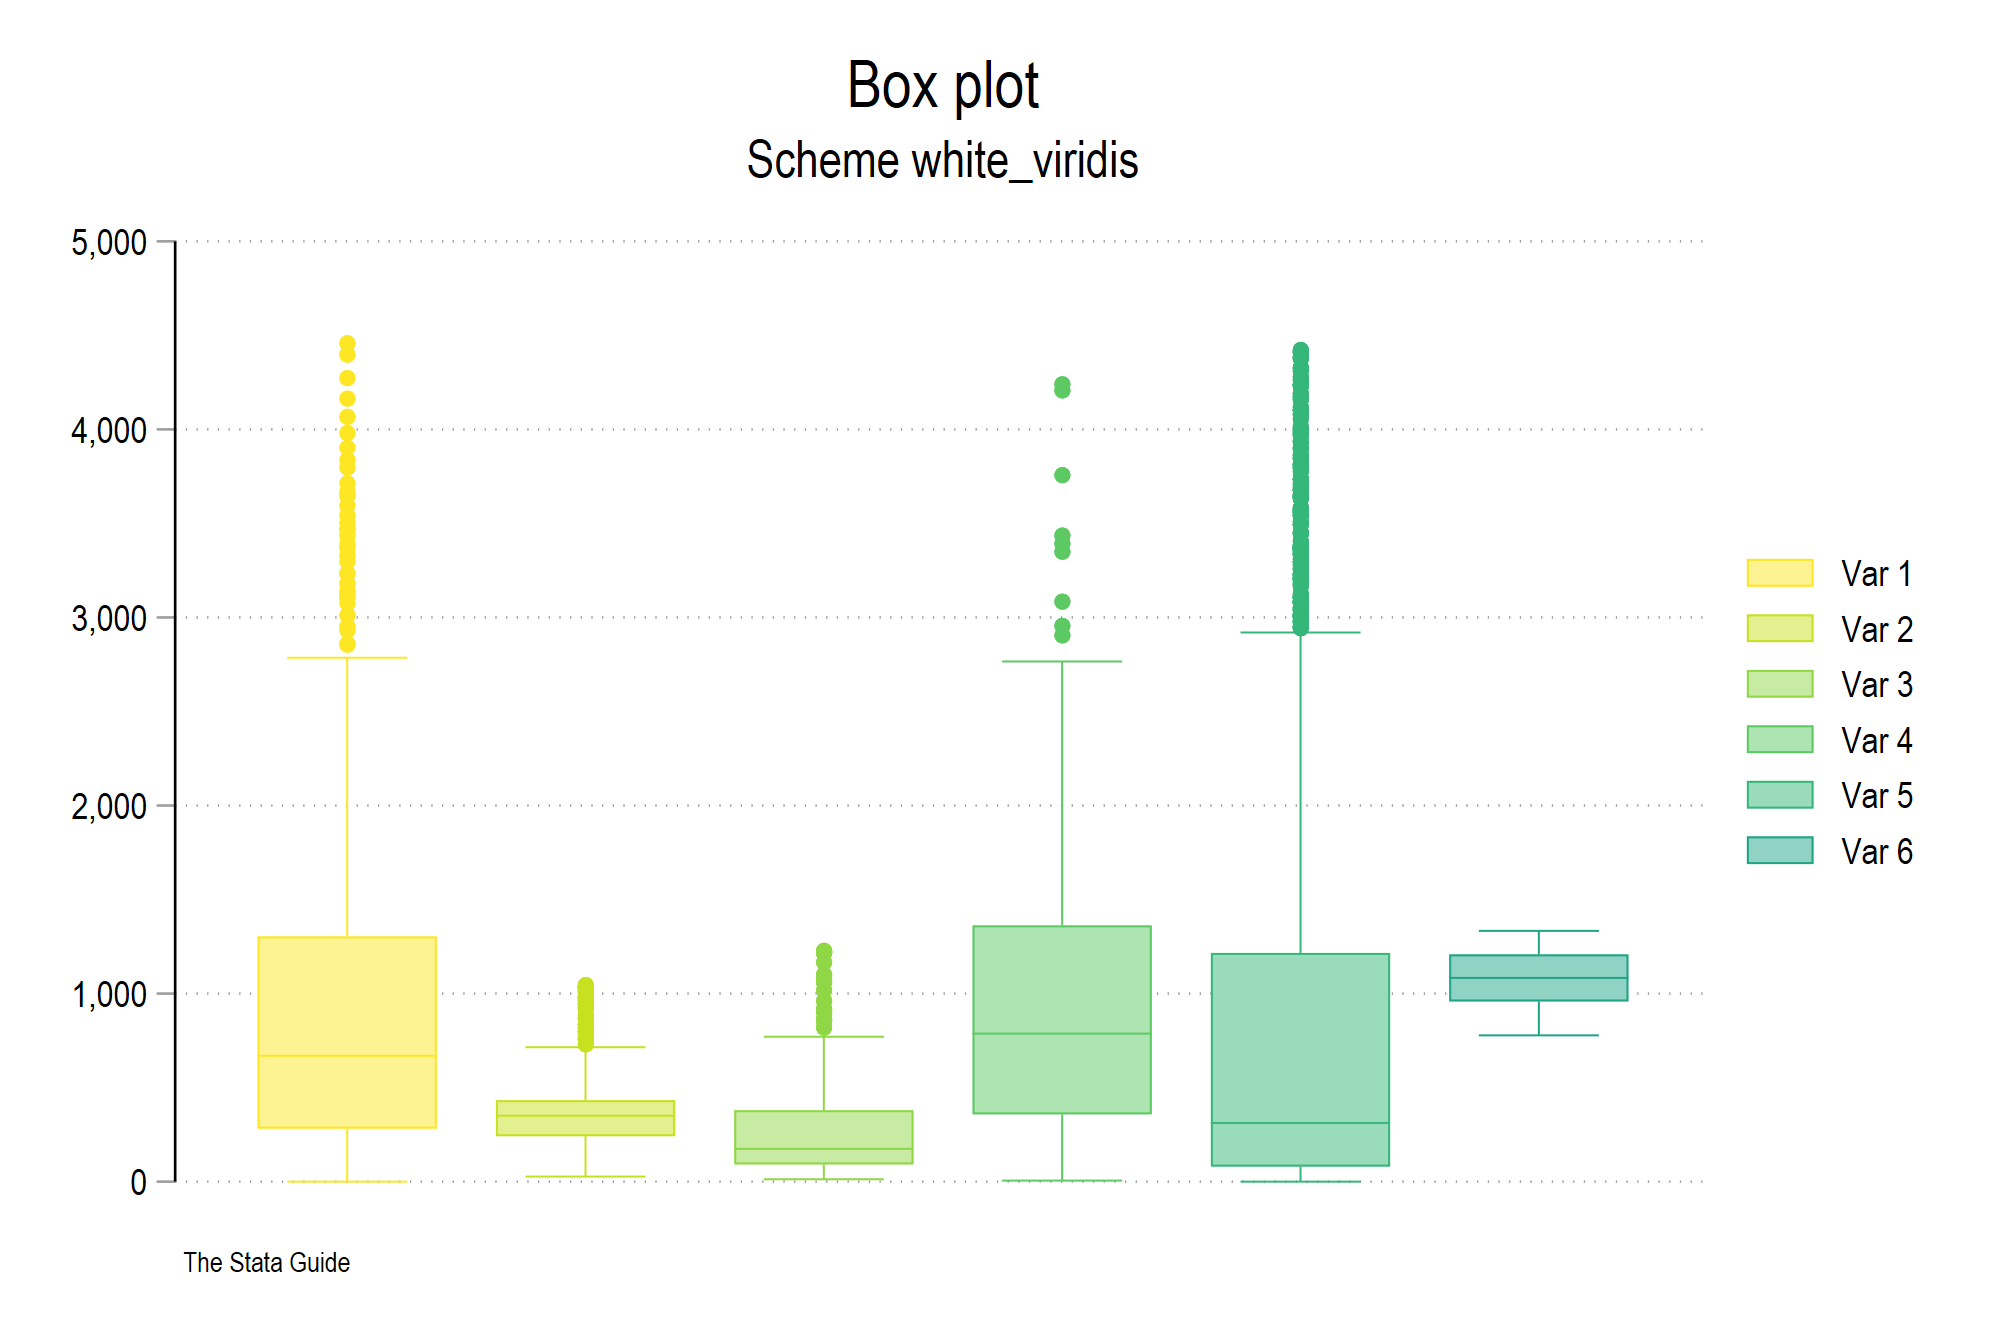 Box plot
Scheme white_viridis
5,000
4,000
3,000
2,000
1,000
0
Var 1
Var 2
Var 3
Var 4
Var 5
Var 6
The Stata Guide